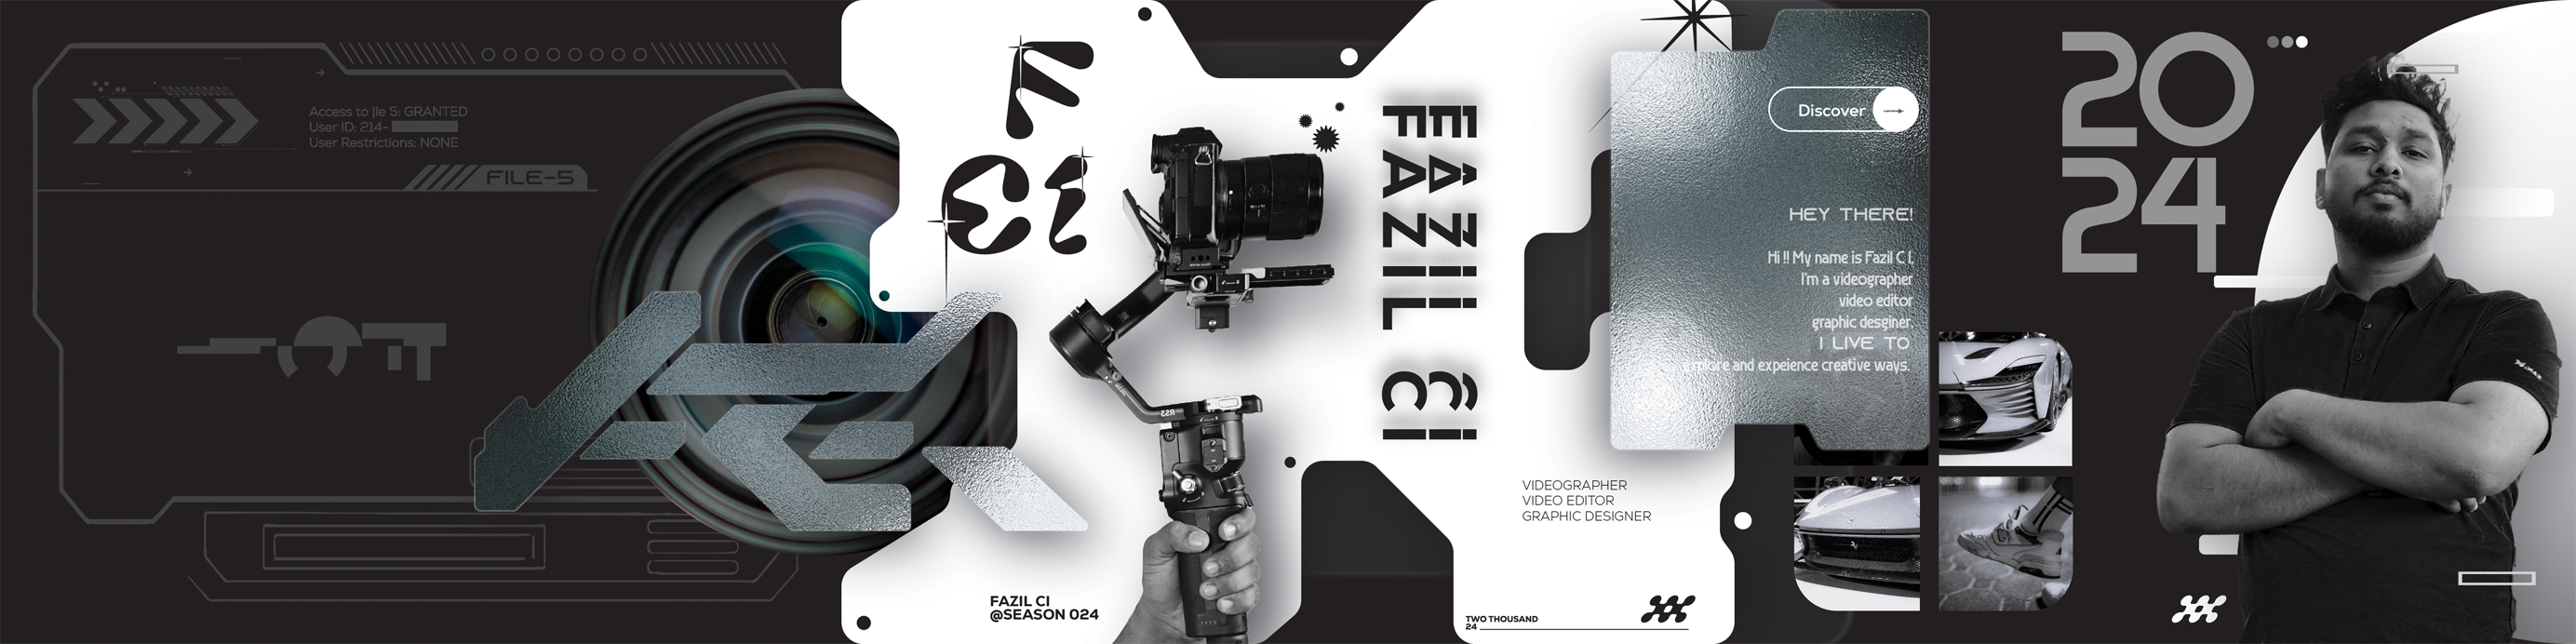 Access to file 5: GRANTED
User ID: 214-
User Restrictions: NONE
FILE-5
F
CI
FAZIL CI
FAZIL CI
FAZIL CI
@SEASON 024
VIDEOGRAPHER
VIDEO EDITOR
GRAPHIC DESIGNER
TWO THOUSAND
24
Discover
HEY THERE!
Hi !! My name is Fazil C I,
I'm a videographer
video editor
graphic desginer.
I LIVE TO
explore and expeience creative ways.
20
24
RS3